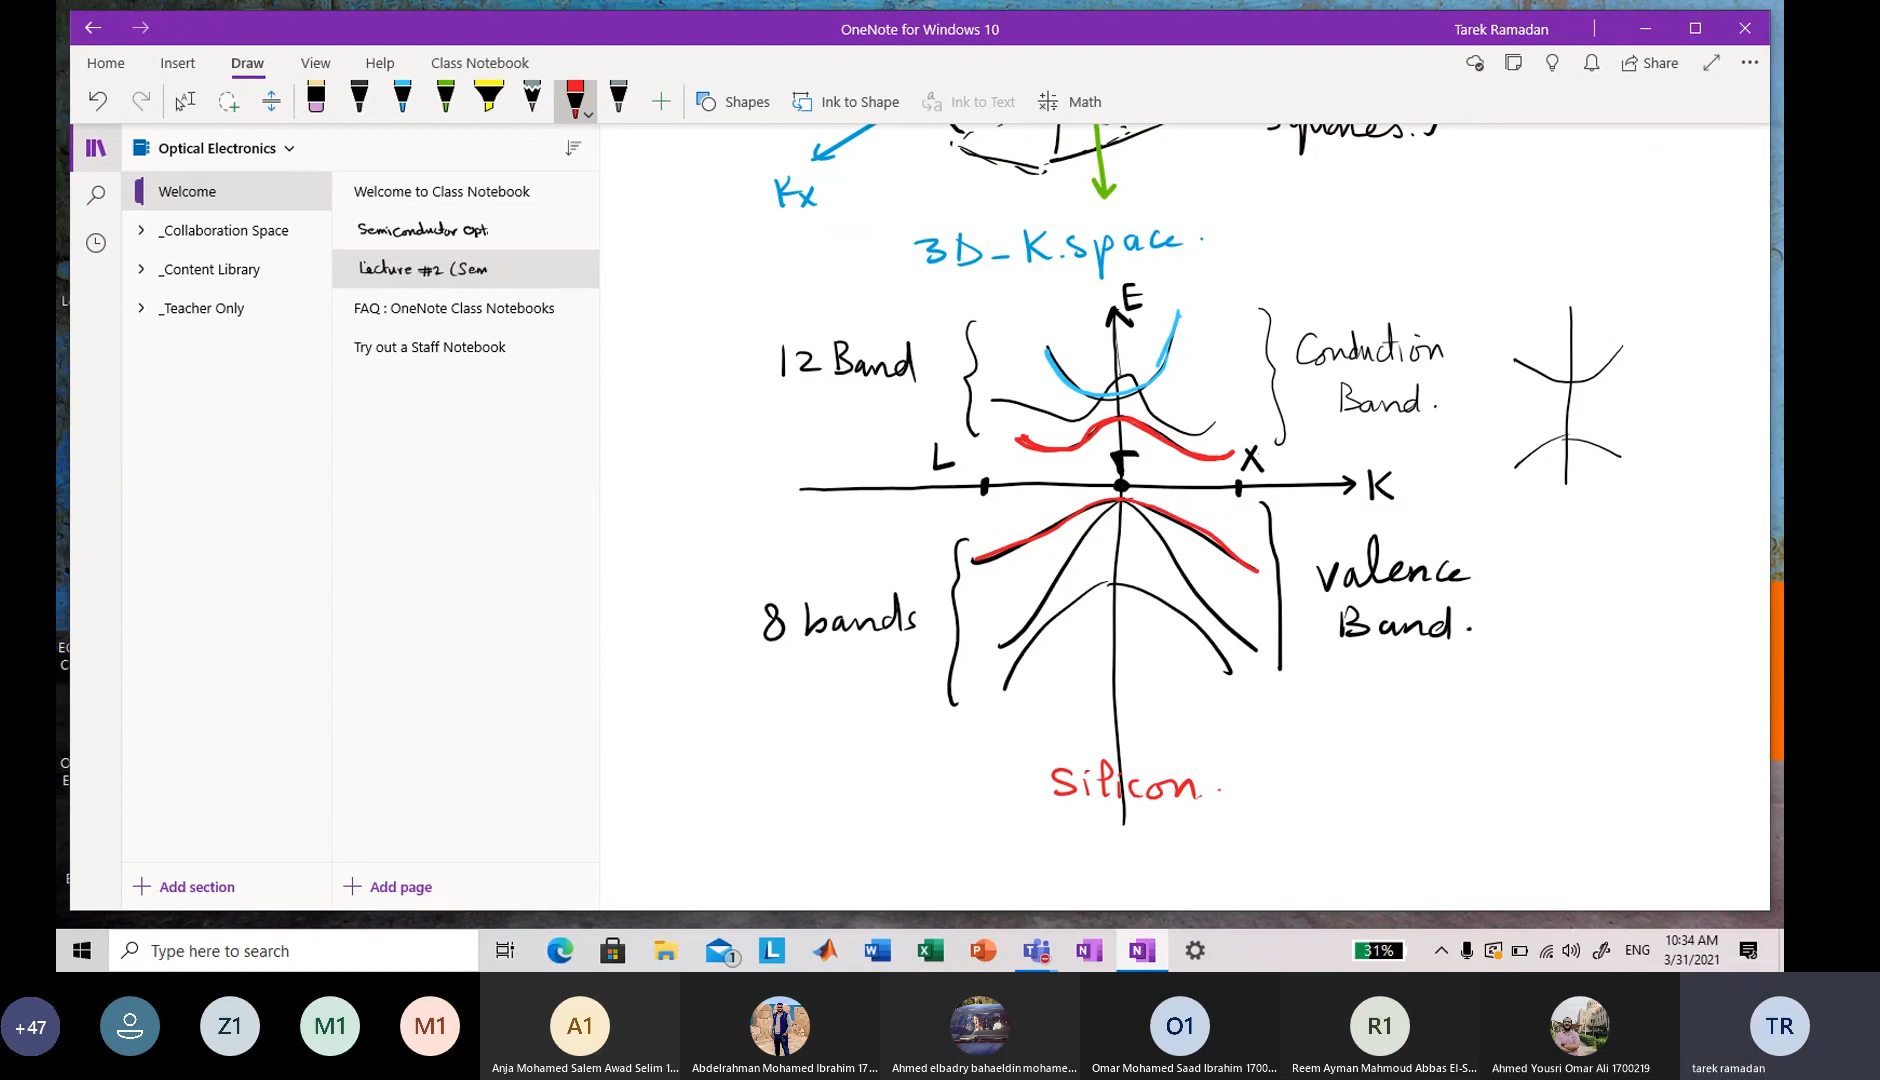 OneNote for Windows 10
Tarek Ramadan
Home Insert Draw View Help Class Notebook
Share
Shapes Ink to Shape Ink to Text Math
Optical Electronics
Welcome
_Collaboration Space
_Content Library
_Teacher Only
Welcome to Class Notebook
Semiconductor Opti
Lecture #2 (Sem
FAQ : OneNote Class Notebooks
Try out a Staff Notebook
Add section
Add page
squares.
Kx
3D_K.space.
E
12 Band
Conduction
Band.
L Γ X
K
8 bands
Valence
Band.
Silicon.
Type here to search
1
L
31%
ENG
10:34 AM
3/31/2021
+47
Z1
M1
M1
A1
O1
R1
TR
Anja Mohamed Salem Awad Selim 1...
Abdelrahman Mohamed Ibrahim 17...
Ahmed elbadry bahaeldin mohame...
Omar Mohamed Saad Ibrahim 1700...
Reem Ayman Mahmoud Abbas El-S...
Ahmed Yousri Omar Ali 1700219
tarek ramadan